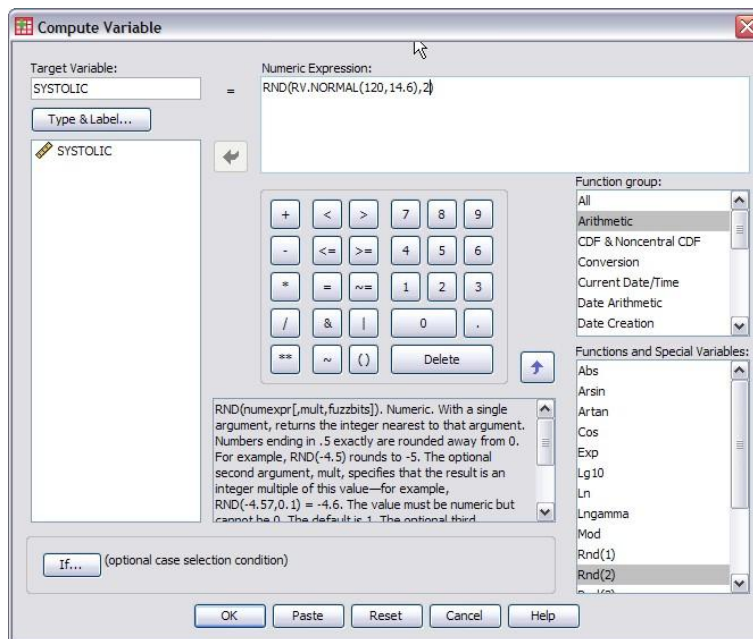 Compute Variable
Target Variable:
SYSTOLIC
=
Numeric Expression:
RND(RV.NORMAL(120,14.6),2)
Type & Label...
SYSTOLIC
+ < > 7 8 9
- <= >= 4 5 6
* = ~= 1 2 3
/ & | 0 .
** ~ () Delete
Function group:
All
Arithmetic
CDF & Noncentral CDF
Conversion
Current Date/Time
Date Arithmetic
Date Creation
Functions and Special Variables:
Abs
Arsin
Artan
Cos
Exp
Lg10
Ln
Lngamma
Mod
Rnd(1)
Rnd(2)
RND(numexpr[,mult,fuzzbits]). Numeric. With a single
argument, returns the integer nearest to that argument.
Numbers ending in .5 exactly are rounded away from 0.
For example, RND(-4.5) rounds to -5. The optional
second argument, mult, specifies that the result is an
integer multiple of this value—for example,
RND(-4.57,0.1) = -4.6. The value must be numeric but
cannot be 0. The default is 1. The optional third
If... (optional case selection condition)
OK Paste Reset Cancel Help